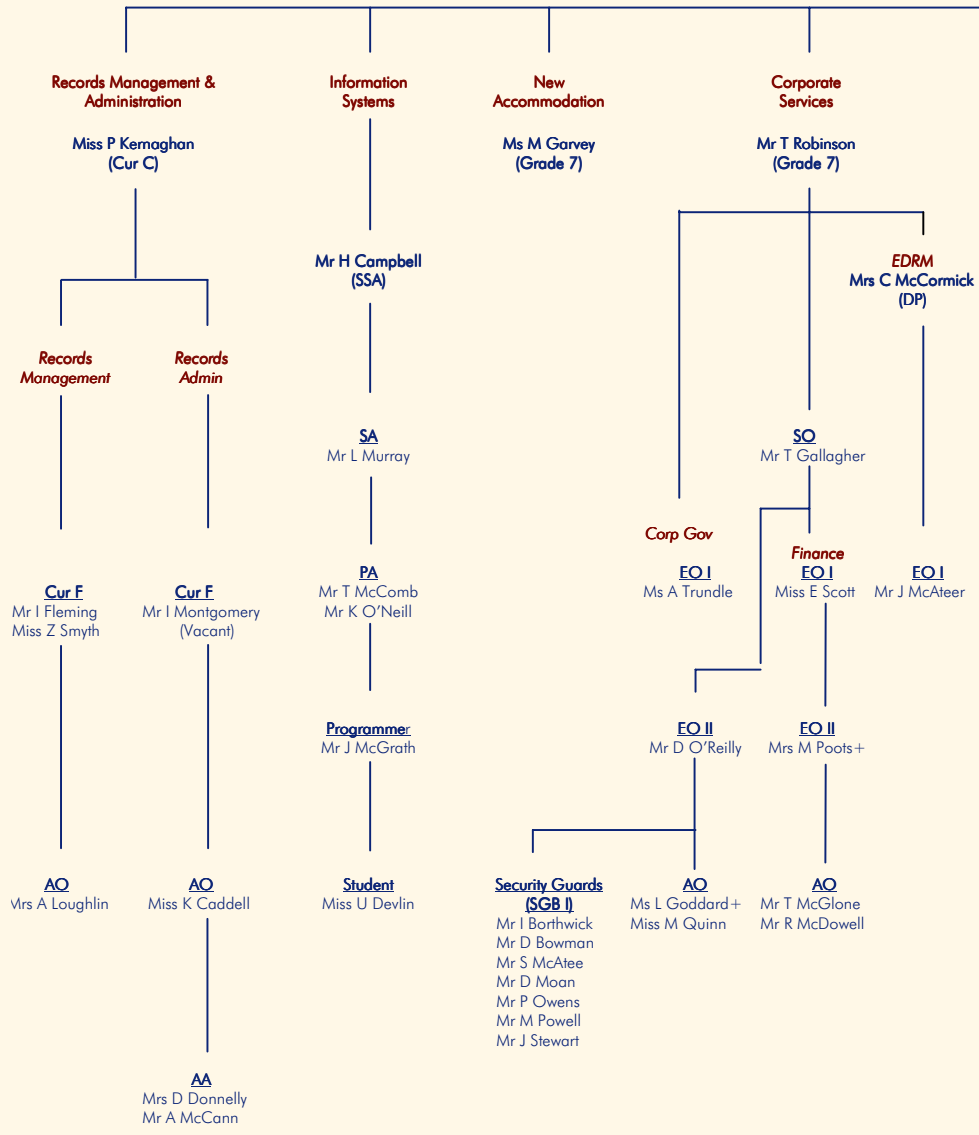 Records Management &
Administration
Miss P Kernaghan
(Cur C)
Records
Management
Cur F
Mr I Fleming
Miss Z Smyth
AO
Mrs A Loughlin
Records
Admin
Cur F
Mr I Montgomery
(Vacant)
AO
Miss K Caddell
AA
Mrs D Donnelly
Mr A McCann
Information
Systems
Mr H Campbell
(SSA)
SA
Mr L Murray
PA
Mr T McComb
Mr K O’Neill
Programmer
Mr J McGrath
Student
Miss U Devlin
New
Accommodation
Ms M Garvey
(Grade 7)
Corporate
Services
Mr T Robinson
(Grade 7)
Corp Gov
EO I
Ms A Trundle
SO
Mr T Gallagher
EO II
Mr D O’Reilly
Security Guards
(SGB I)
Mr I Borthwick
Mr D Bowman
Mr S McAtee
Mr D Moan
Mr P Owens
Mr M Powell
Mr J Stewart
AO
Ms L Goddard+
Miss M Quinn
Finance
EO I
Miss E Scott
EO II
Mrs M Poots+
AO
Mr T McGlone
Mr R McDowell
EDRM
Mrs C McCormick
(DP)
EO I
Mr J McAteer